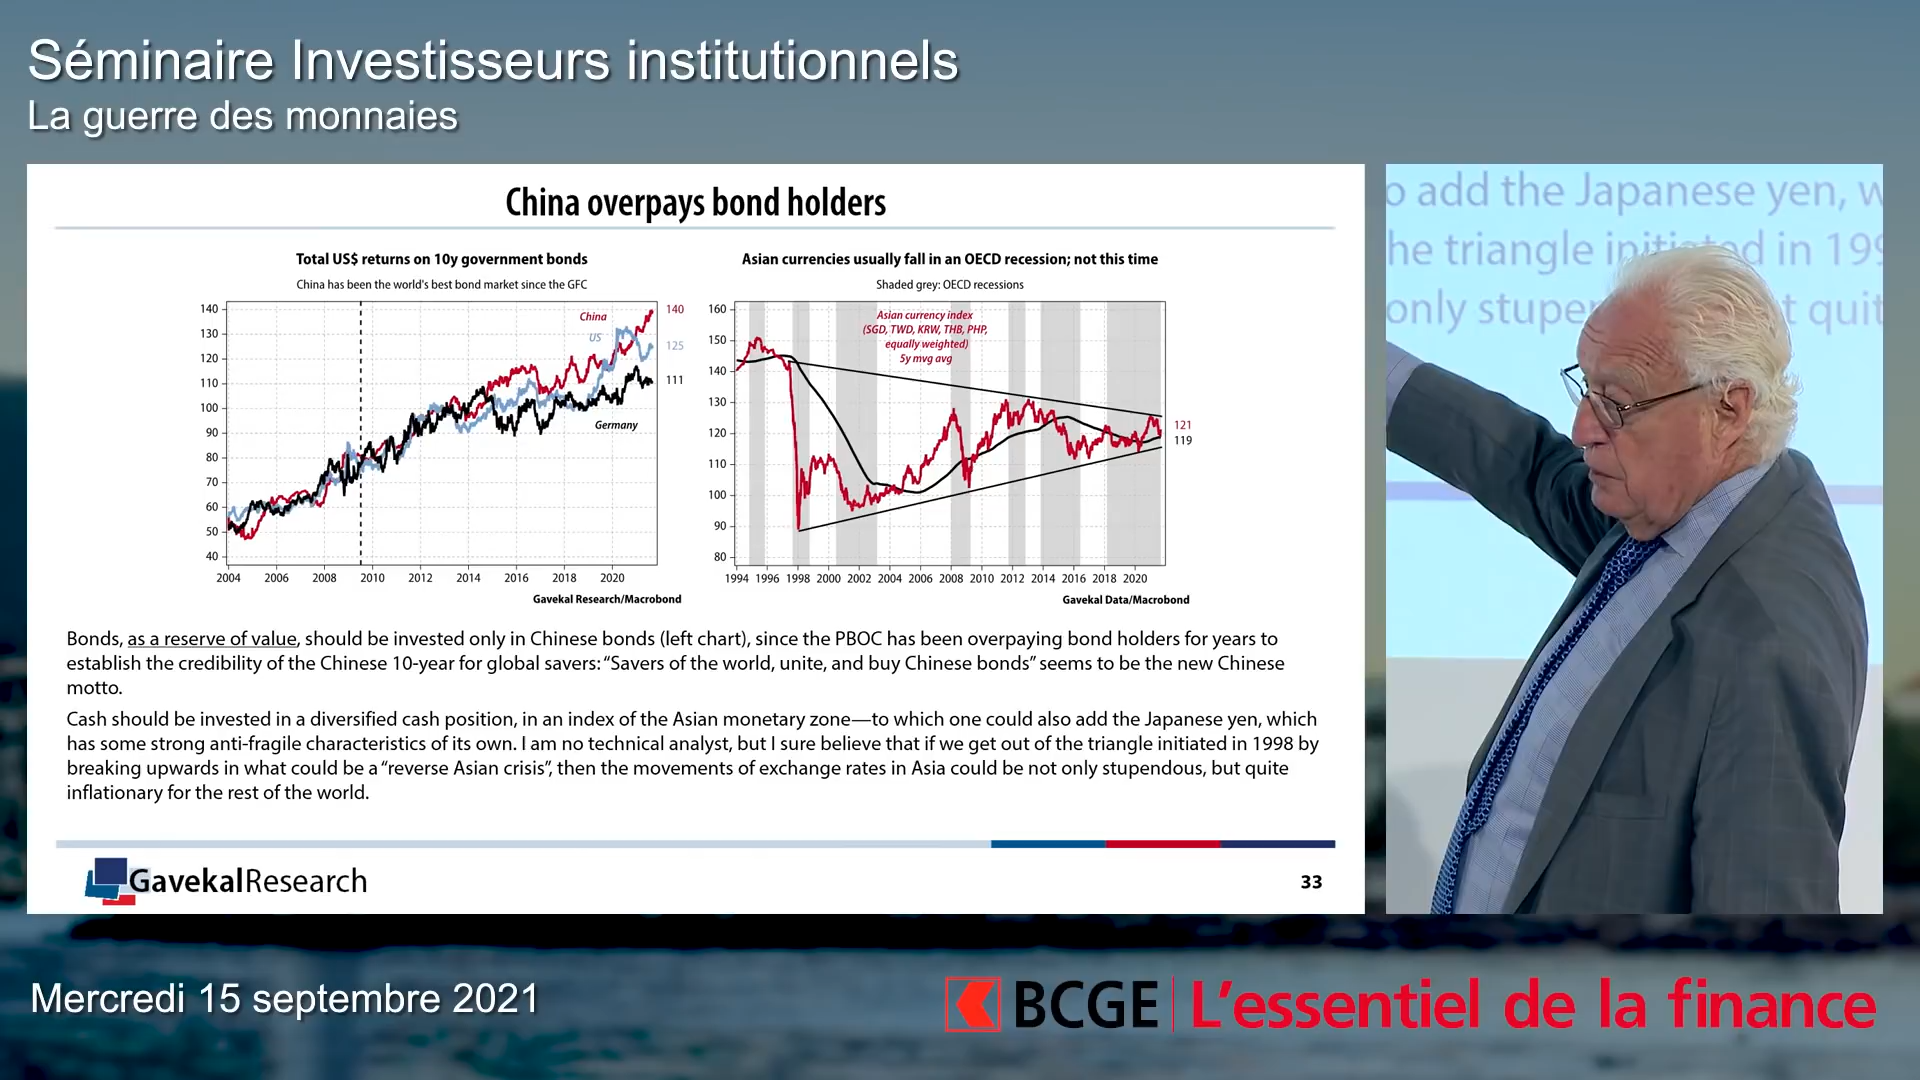 Séminaire Investisseurs institutionnels
La guerre des monnaies
China overpays bond holders
Total US$ returns on 10y government bonds
China has been the world's best bond market since the GFC
140
130
120
110
100
90
80
70
60
50
40
2004 2006 2008 2010 2012 2014 2016 2018 2020
China
US
Germany
140
125
111
Gavekal Research/Macrobond
Asian currencies usually fall in an OECD recession; not this time
Shaded grey: OECD recessions
160
150
140
130
120
110
100
90
80
1994 1996 1998 2000 2002 2004 2006 2008 2010 2012 2014 2016 2018 2020
Asian currency index
(SGD, TWD, KRW, THB, PHP,
equally weighted)
5y mvg avg
121
119
Gavekal Data/Macrobond
Bonds, as a reserve of value, should be invested only in Chinese bonds (left chart), since the PBOC has been overpaying bond holders for years to
establish the credibility of the Chinese 10-year for global savers: “Savers of the world, unite, and buy Chinese bonds” seems to be the new Chinese
motto.
Cash should be invested in a diversified cash position, in an index of the Asian monetary zone—to which one could also add the Japanese yen, which
has some strong anti-fragile characteristics of its own. I am no technical analyst, but I sure believe that if we get out of the triangle initiated in 1998 by
breaking upwards in what could be a “reverse Asian crisis”, then the movements of exchange rates in Asia could be not only stupendous, but quite
inflationary for the rest of the world.
GavekalResearch
33
o add the Japanese yen, w
he triangle initiated in 199
only stupe t quit
Mercredi 15 septembre 2021
BCGE L’essentiel de la finance